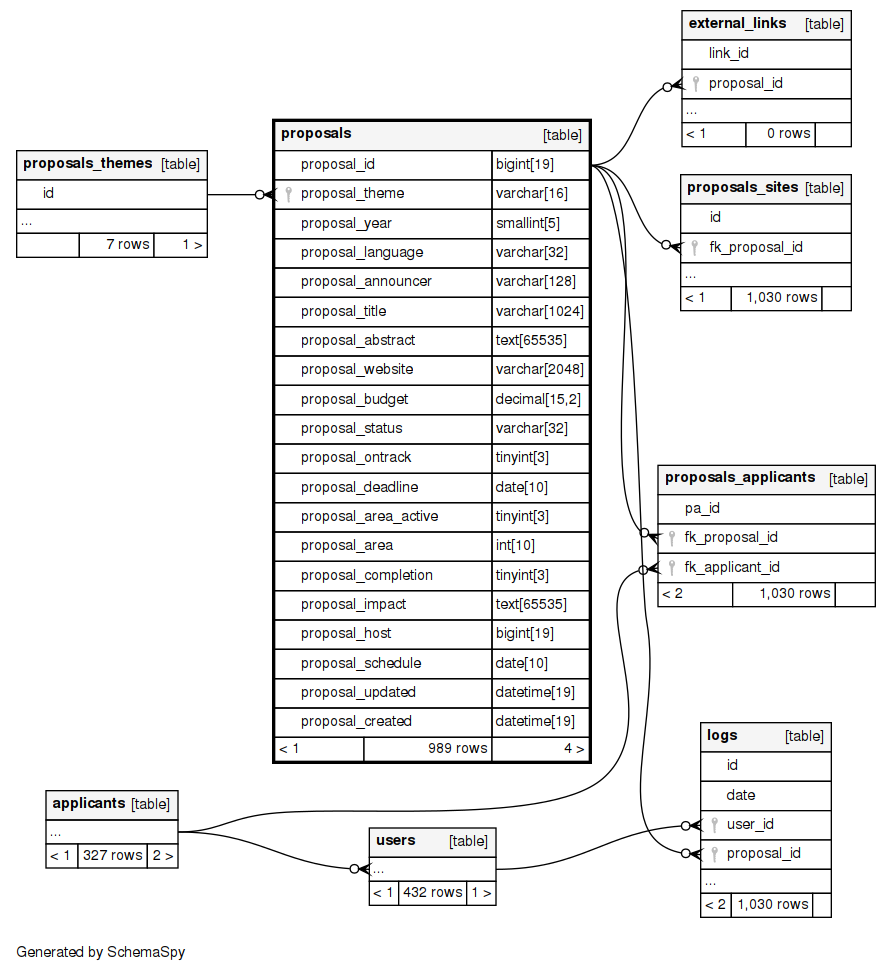 external_links [table]
link_id
proposal_id
...
< 1 0 rows
proposals [table]
proposal_id bigint[19]
proposal_theme varchar[16]
proposal_year smallint[5]
proposal_language varchar[32]
proposal_announcer varchar[128]
proposal_title varchar[1024]
proposal_abstract text[65535]
proposal_website varchar[2048]
proposal_budget decimal[15,2]
proposal_status varchar[32]
proposal_ontrack tinyint[3]
proposal_deadline date[10]
proposal_area_active tinyint[3]
proposal_area int[10]
proposal_completion tinyint[3]
proposal_impact text[65535]
proposal_host bigint[19]
proposal_schedule date[10]
proposal_updated datetime[19]
proposal_created datetime[19]
< 1 989 rows 4 >
proposals_themes [table]
id
...
7 rows 1 >
proposals_sites [table]
id
fk_proposal_id
...
< 1 1,030 rows
proposals_applicants [table]
pa_id
fk_proposal_id
fk_applicant_id
< 2 1,030 rows
logs [table]
id
date
user_id
proposal_id
...
< 2 1,030 rows
applicants [table]
...
< 1 327 rows 2 >
users [table]
...
< 1 432 rows 1 >
Generated by SchemaSpy